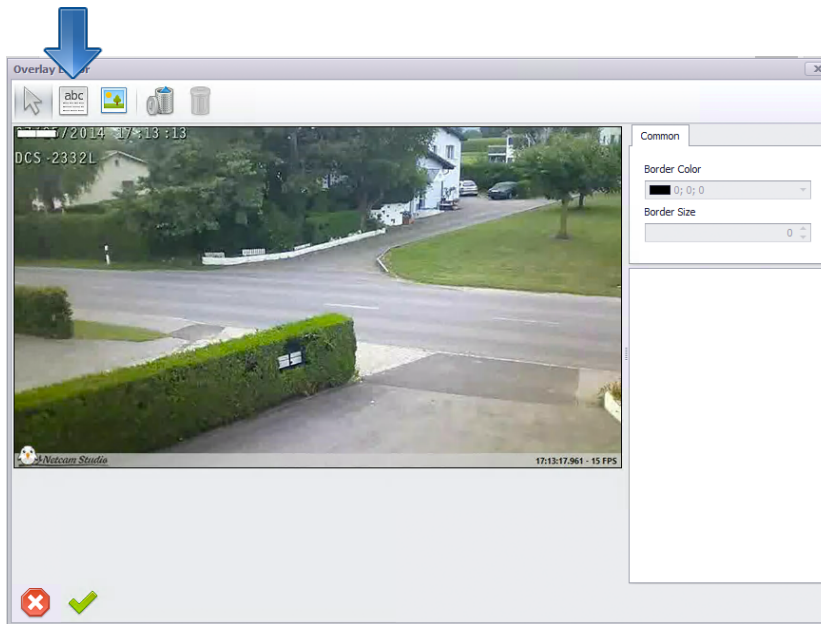 Overlay Editor
abc
/2014 17:13:13
DCS-2332L
Netcam Studio
17:13:17.961 - 15 FPS
Common
Border Color
0; 0; 0
Border Size
0